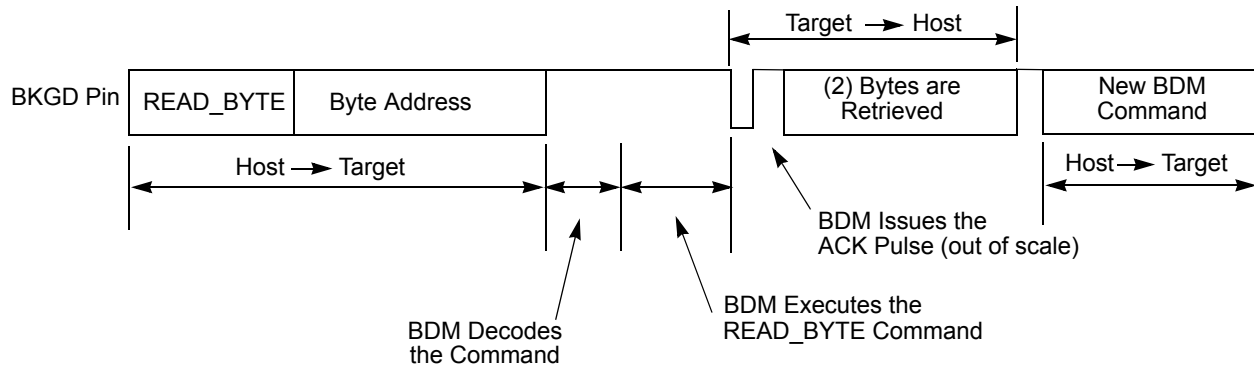 Target → Host
BKGD Pin
READ_BYTE
Byte Address
(2) Bytes are
Retrieved
New BDM
Command
Host → Target
Host → Target
BDM Issues the
ACK Pulse (out of scale)
BDM Executes the
READ_BYTE Command
BDM Decodes
the Command